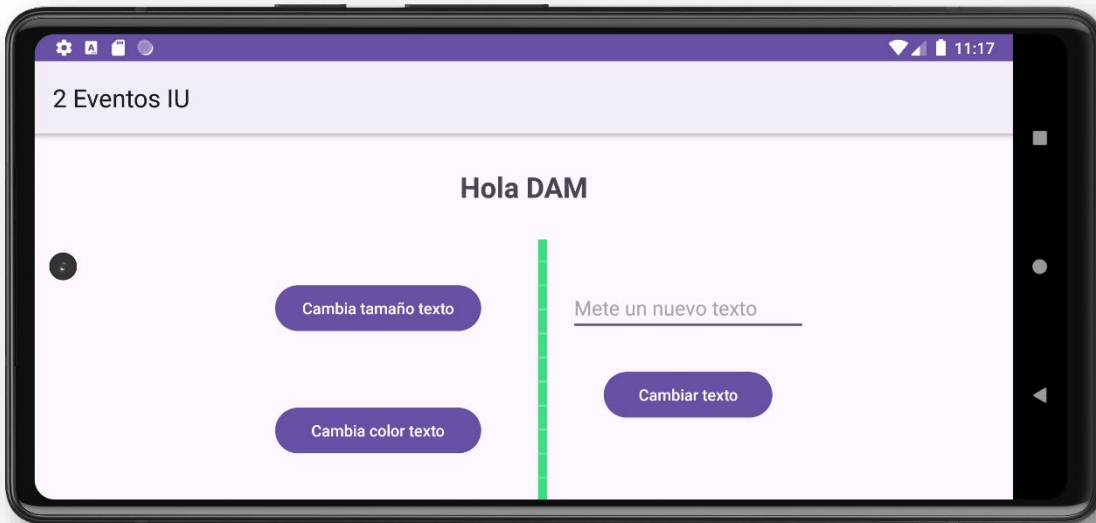 11:17
2 Eventos IU
Hola DAM
Cambia tamaño texto
Mete un nuevo texto
Cambiar texto
Cambia color texto